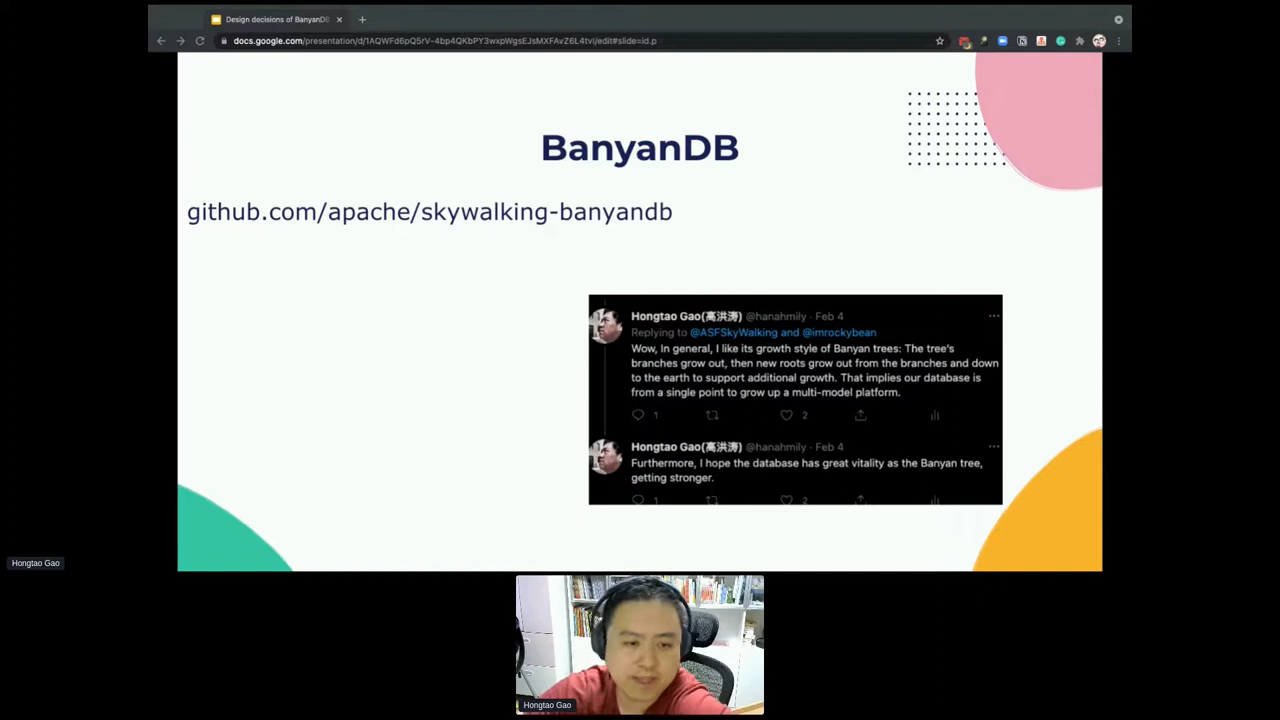 Design decisions of BanyanDB
docs.google.com/presentation/d/1AQWFd6pQ5rV-4bp4QKbPY3wxpWgsEJsMXFAvZ6L4tvI/edit#slide=id.p
BanyanDB
github.com/apache/skywalking-banyandb
Hongtao Gao(高洪涛) @hanahmily · Feb 4
Replying to @ASFSkyWalking and @imrockybean
Wow, In general, I like its growth style of Banyan trees: The tree's
branches grow out, then new roots grow out from the branches and down
to the earth to support additional growth. That implies our database is
from a single point to grow up a multi-model platform.
1 2
Hongtao Gao(高洪涛) @hanahmily · Feb 4
Furthermore, I hope the database has great vitality as the Banyan tree,
getting stronger.
1 2
Hongtao Gao
Hongtao Gao